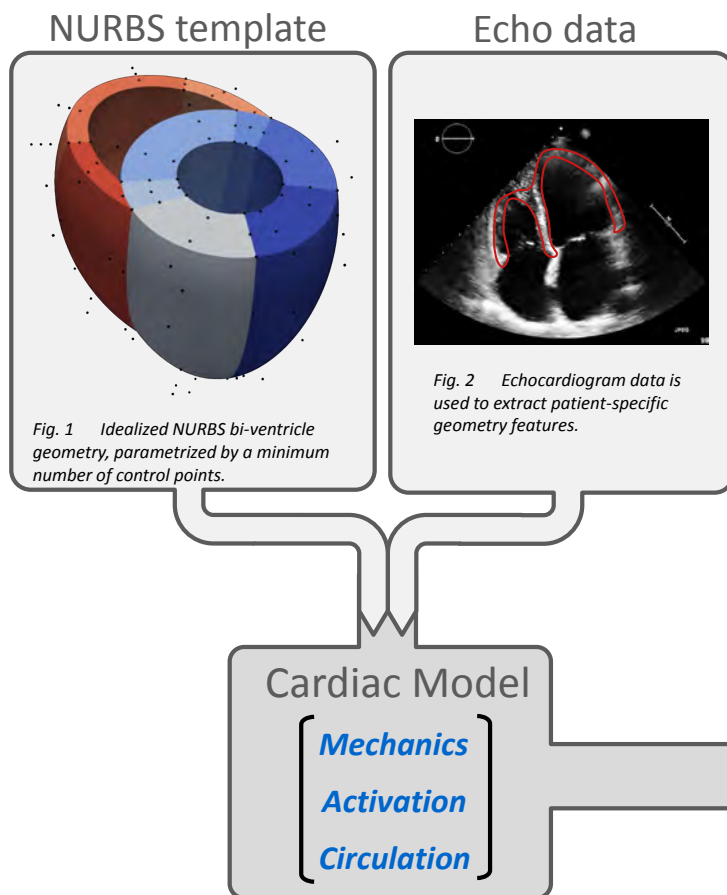 NURBS template
Echo data
Fig. 1 Idealized NURBS bi-ventricle
geometry, parametrized by a minimum
number of control points.
JPEG
Fig. 2 Echocardiogram data is
used to extract patient-specific
geometry features.
Cardiac Model
Mechanics
Activation
Circulation